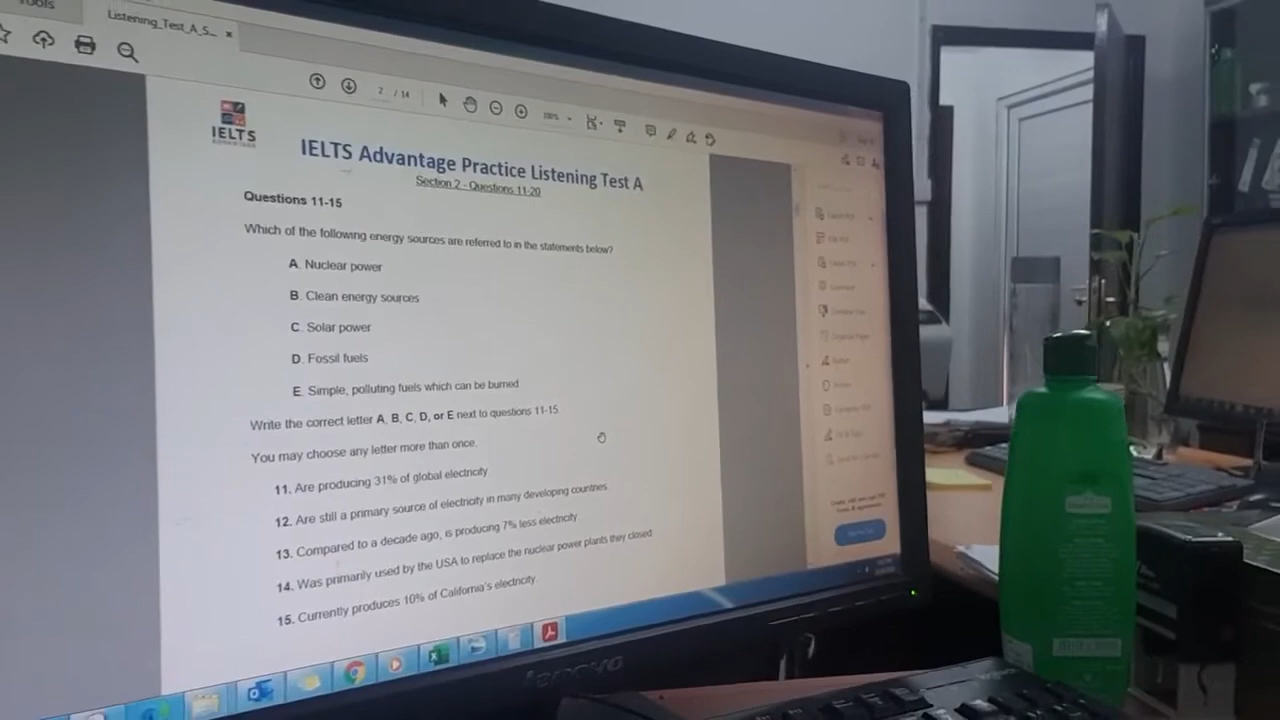 Tools
Listening_Test_A_S... ×
2 / 14
IELTS
ADVANTAGE
IELTS Advantage Practice Listening Test A
Section 2 - Questions 11-20
Questions 11-15
Which of the following energy sources are referred to in the statements below?
A. Nuclear power
B. Clean energy sources
C. Solar power
D. Fossil fuels
E. Simple, polluting fuels which can be burned
Write the correct letter A, B, C, D, or E next to questions 11-15.
You may choose any letter more than once.
11. Are producing 31% of global electricity
12. Are still a primary source of electricity in many developing countries.
13. Compared to a decade ago, is producing 7% less electricity
14. Was primarily used by the USA to replace the nuclear power plants they closed
15. Currently produces 10% of California's electricity.
lenovo